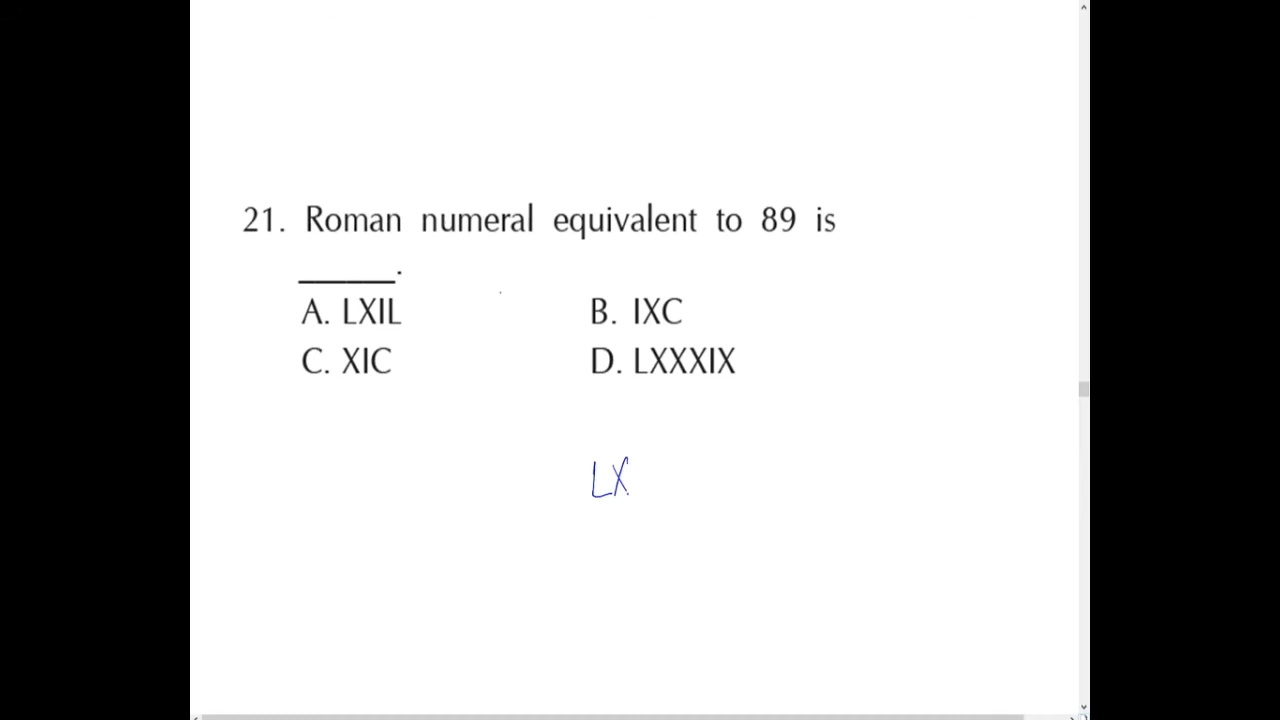 21. Roman numeral equivalent to 89 is
______.
A. LXIL B. IXC
C. XIC D. LXXXIX
LX